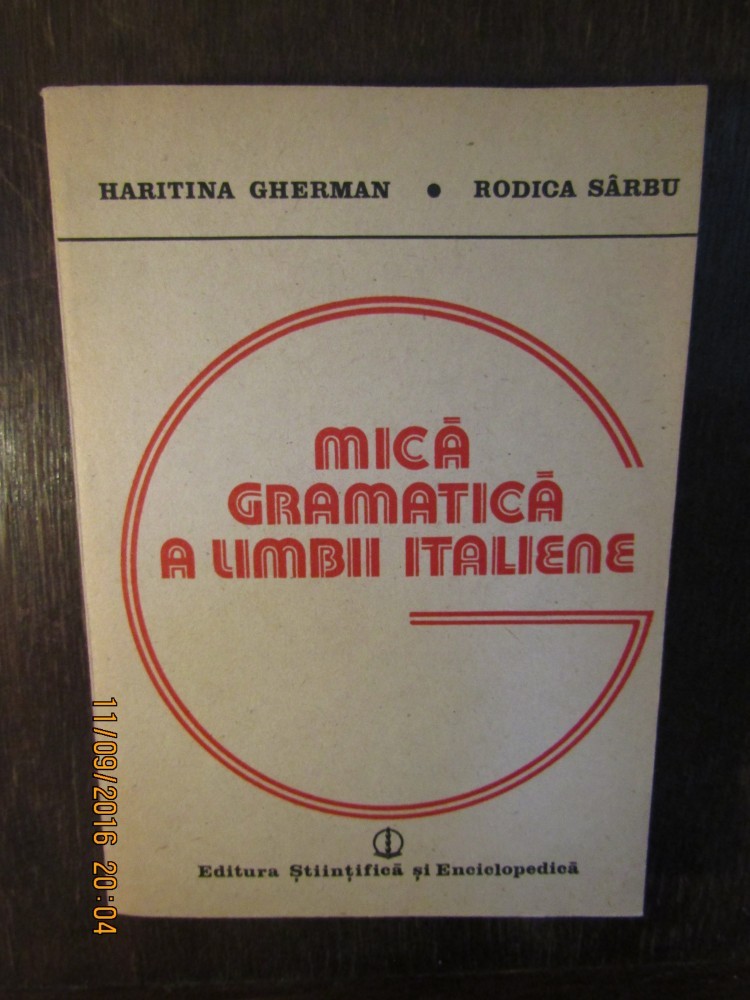 HARITINA GHERMAN • RODICA SÂRBU
MICĂ
GRAMATICĂ
A LIMBII ITALIENE
Editura Științifică și Enciclopedică
11/09/2016 20:04